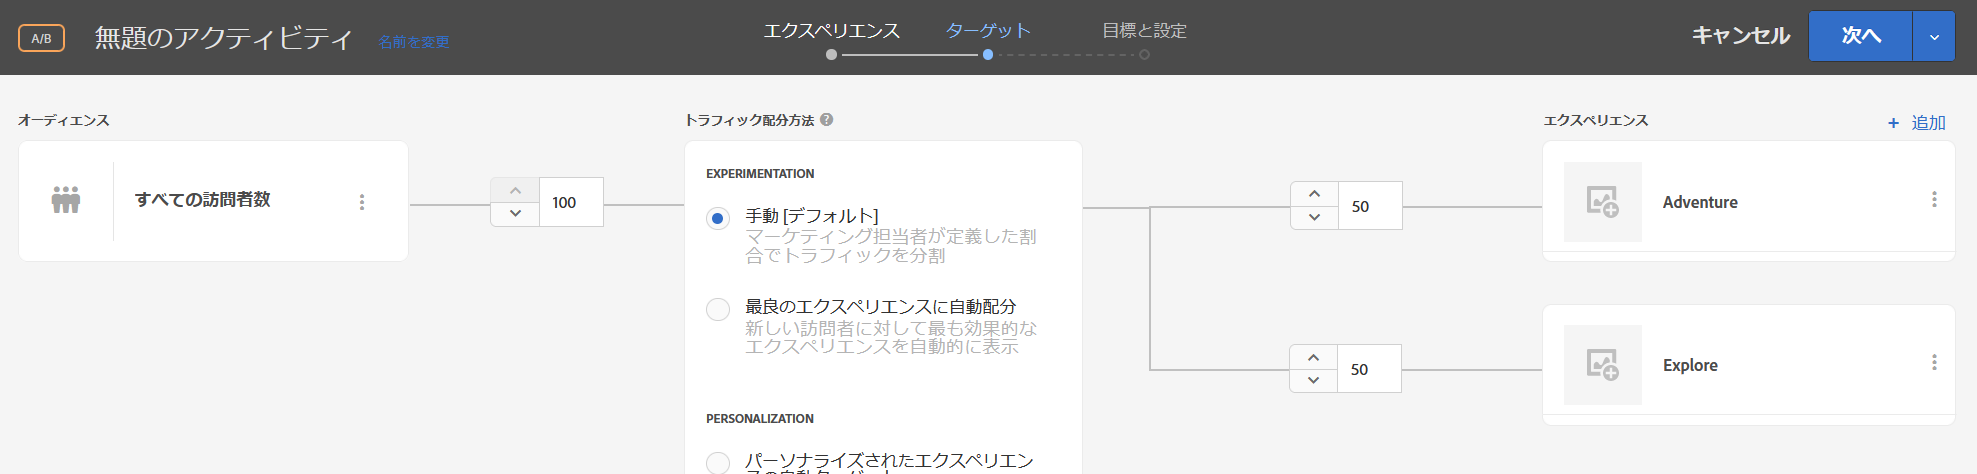 A/B
無題のアクティビティ
名前を変更
エクスペリエンス
ターゲット
目標と設定
キャンセル
次へ
オーディエンス
すべての訪問者数
100
トラフィック配分方法
EXPERIMENTATION
手動 [デフォルト]
マーケティング担当者が定義した割
合でトラフィックを分割
最良のエクスペリエンスに自動配分
新しい訪問者に対して最も効果的な
エクスペリエンスを自動的に表示
PERSONALIZATION
パーソナライズされたエクスペリエン
50
50
エクスペリエンス
+ 追加
Adventure
Explore